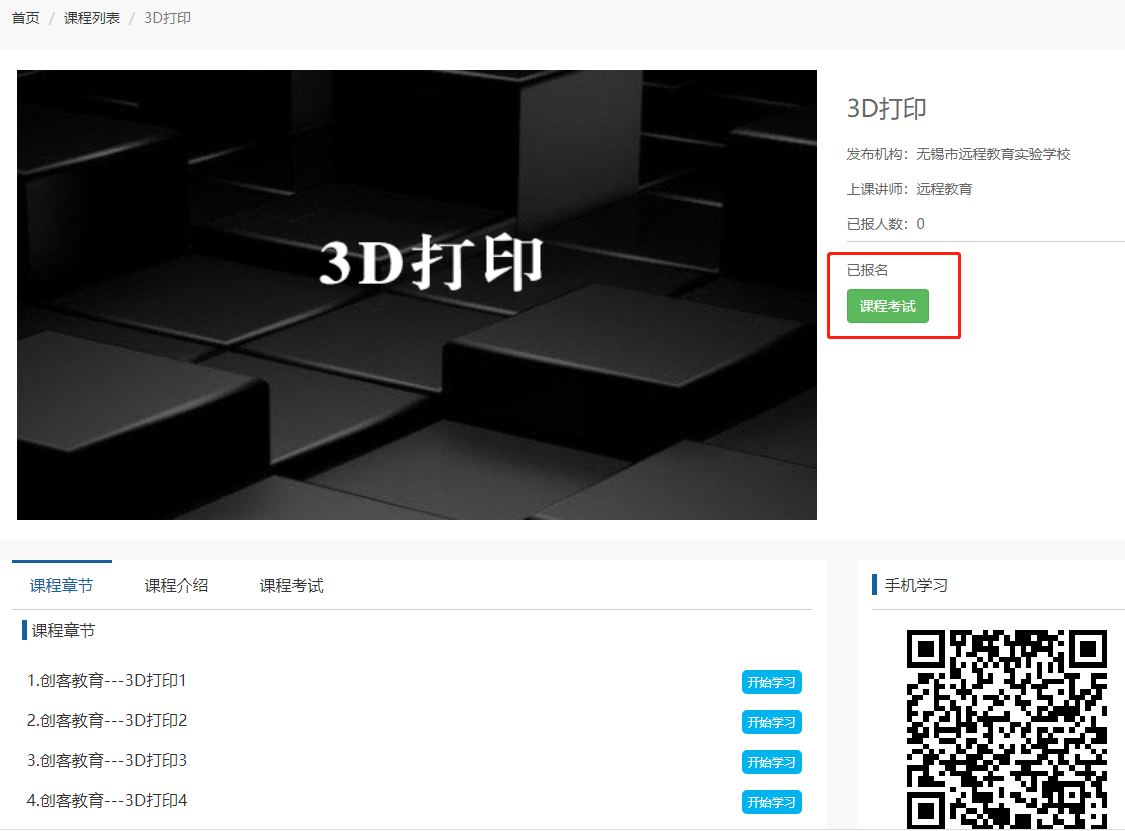 首页 / 课程列表 / 3D打印
3D打印
3D打印
发布机构：无锡市远程教育实验学校
上课讲师：远程教育
已报人数：0
已报名
课程考试
课程章节 课程介绍 课程考试
课程章节
1.创客教育---3D打印1 开始学习
2.创客教育---3D打印2 开始学习
3.创客教育---3D打印3 开始学习
4.创客教育---3D打印4 开始学习
手机学习